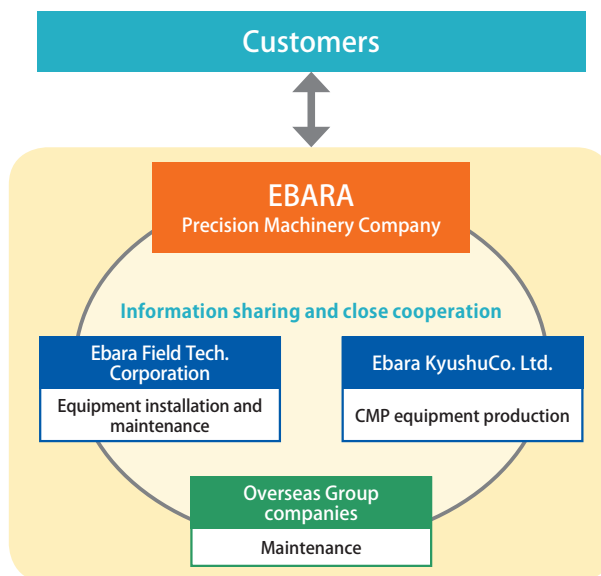 Customers
EBARA
Precision Machinery Company
Information sharing and close cooperation
Ebara Field Tech.
Corporation
Equipment installation and
maintenance
Ebara KyushuCo. Ltd.
CMP equipment production
Overseas Group
companies
Maintenance